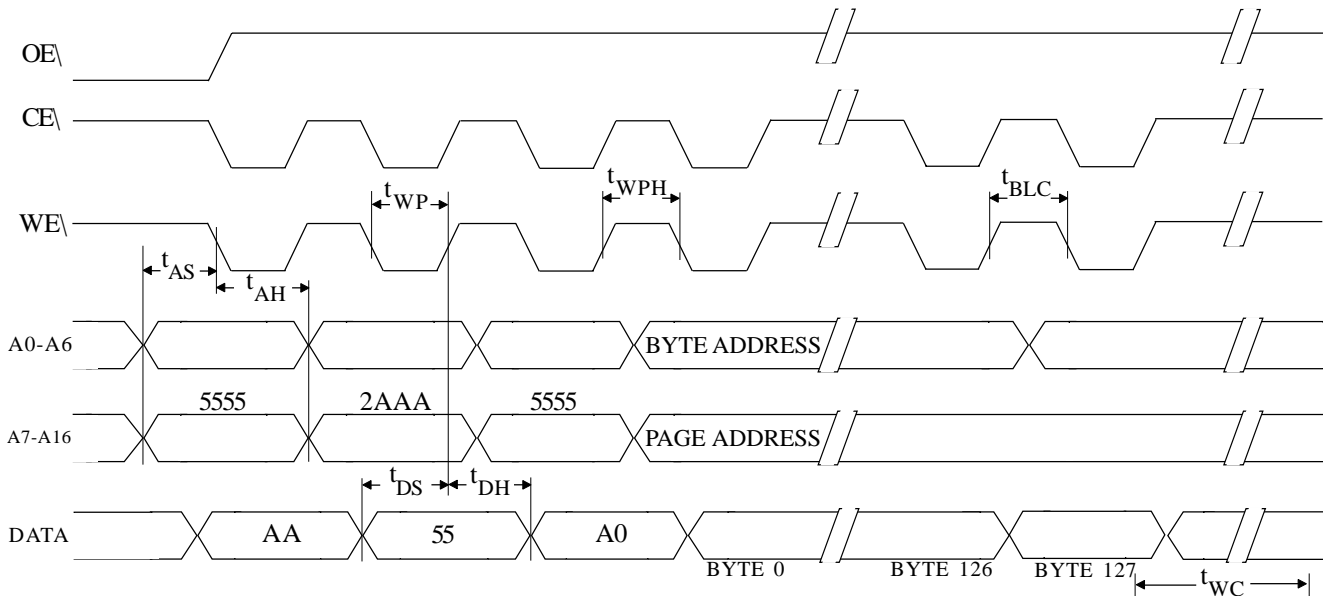 OE\
CE\
tWP
tWPH
tBLC
WE\
tAS
tAH
A0-A6
BYTE ADDRESS
5555
2AAA
5555
A7-A16
PAGE ADDRESS
tDS
tDH
DATA
AA
55
A0
BYTE 0
BYTE 126
BYTE 127
tWC